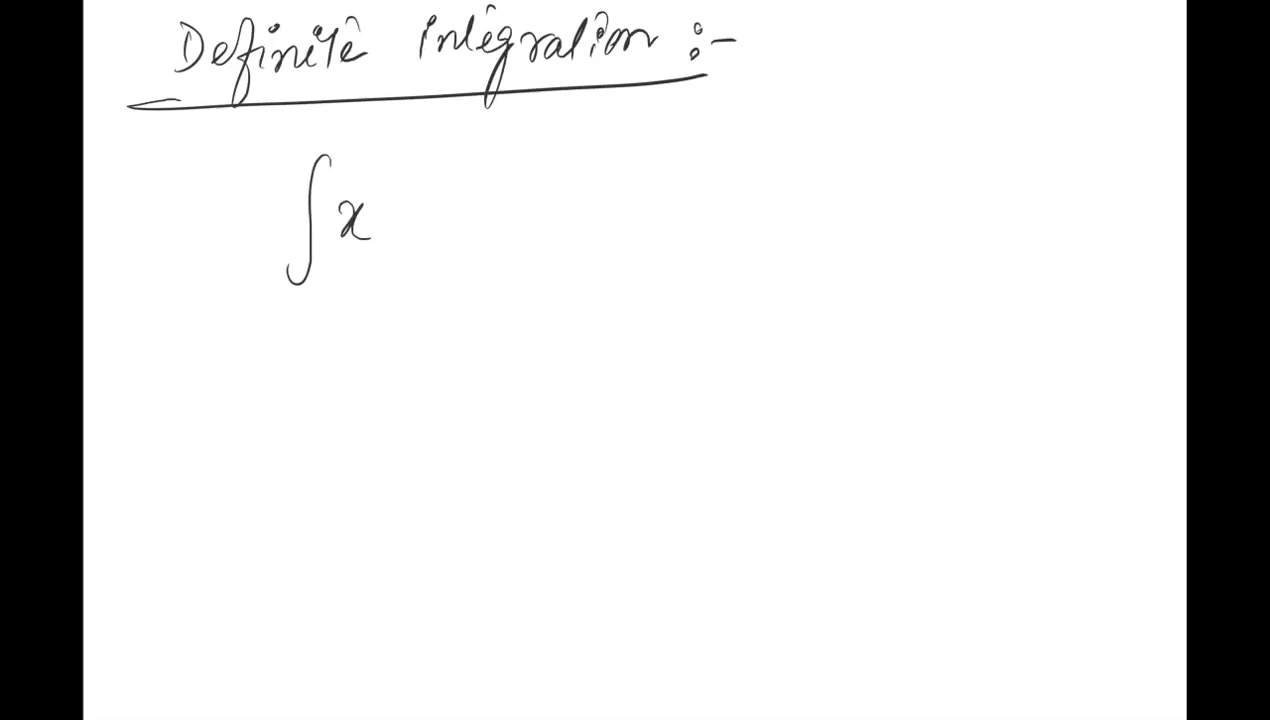 Definite integration :-
∫x